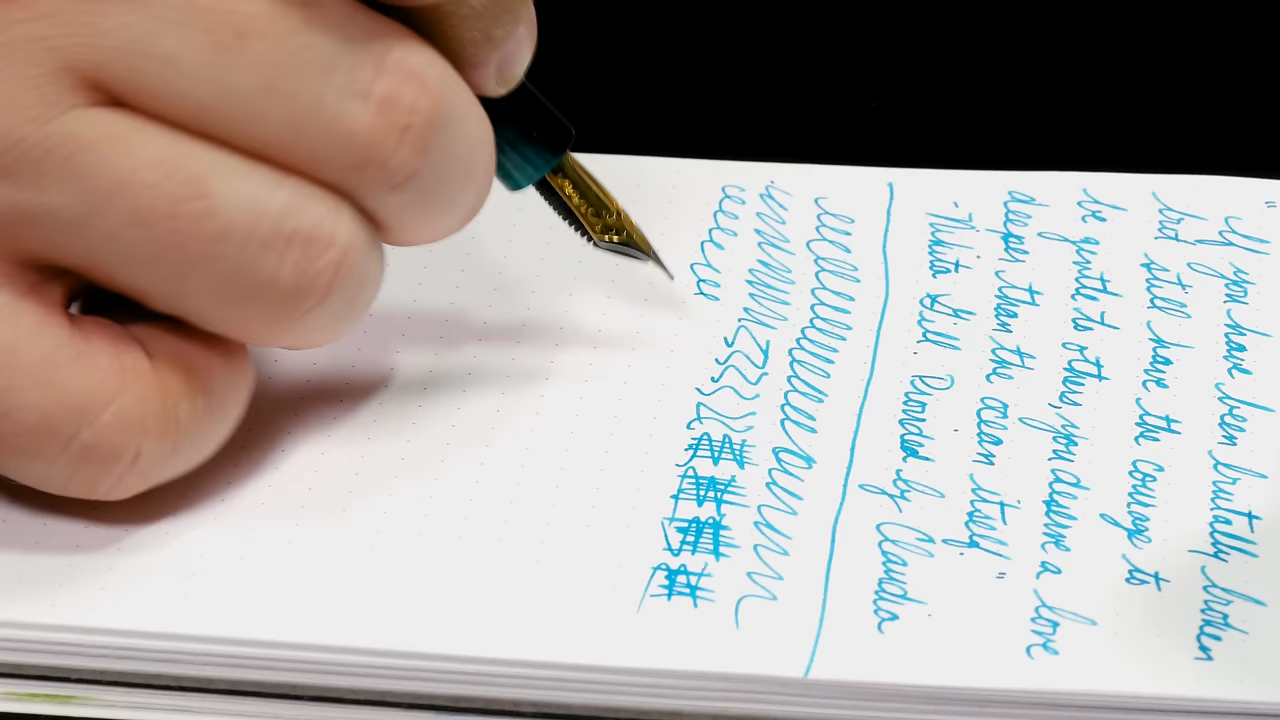 "If you have been brutally broken
but still have the courage to
be gentle to others, you deserve a love
deeper than the ocean itself."
-Nikita Gill. Provided by Claudia